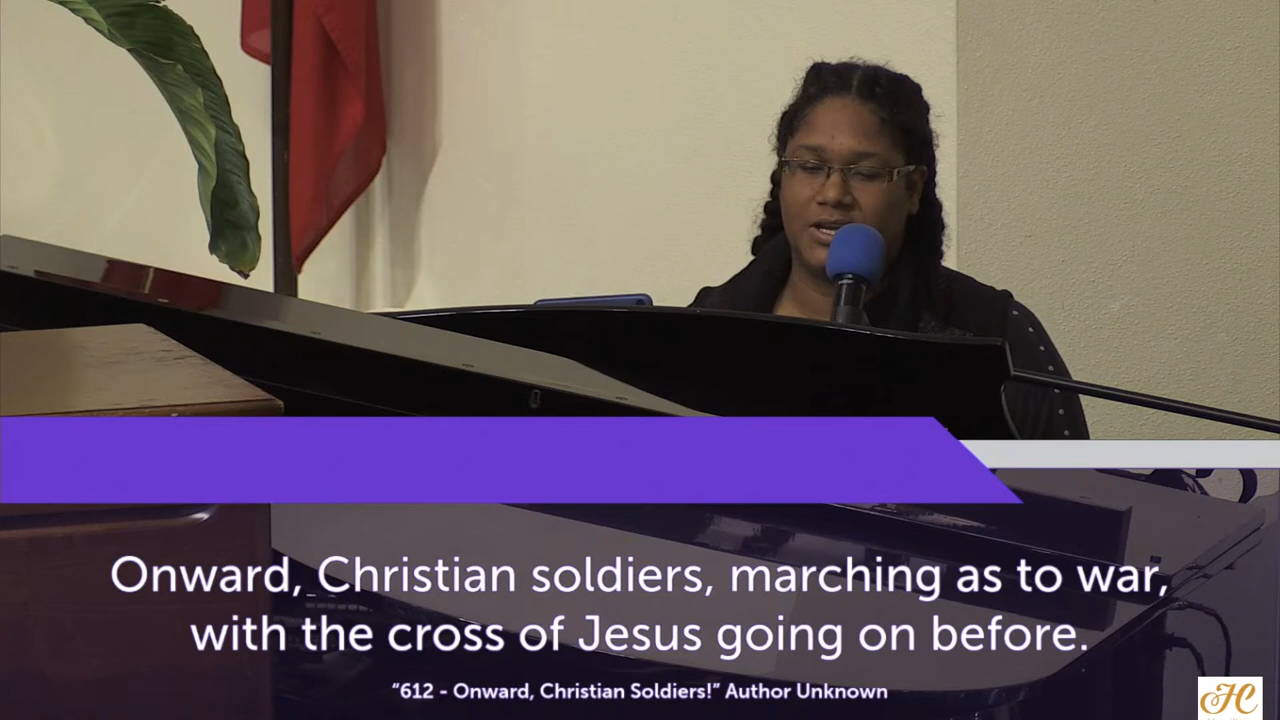 Onward, Christian soldiers, marching as to war,
with the cross of Jesus going on before.
“612 - Onward, Christian Soldiers!” Author Unknown
HC